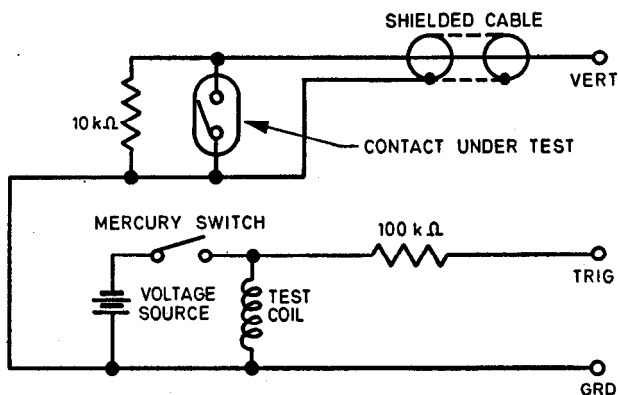 SHIELDED CABLE
VERT
10 kΩ
CONTACT UNDER TEST
MERCURY SWITCH
100 kΩ
TRIG
VOLTAGE
SOURCE
TEST
COIL
GRD